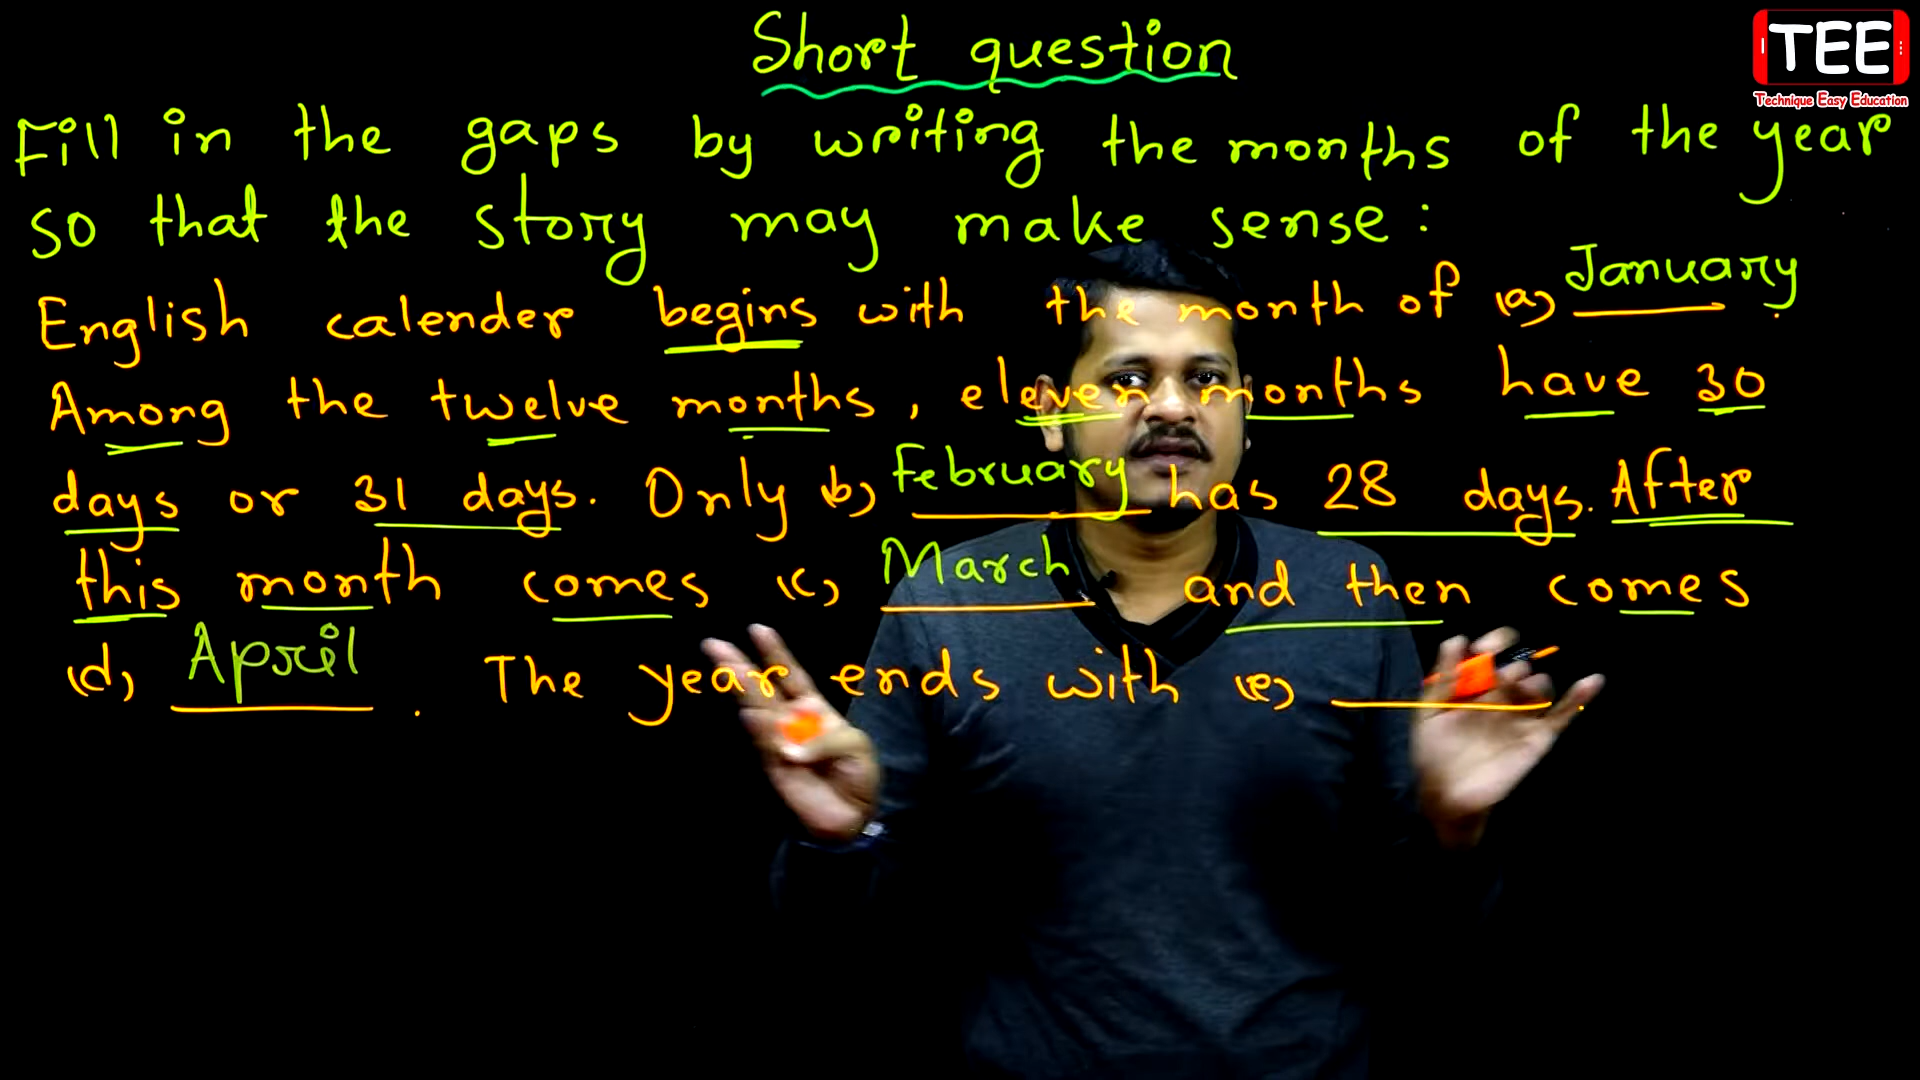 Short question
TEE
Technique Easy Education
Fill in the gaps by writing the months of the year
so that the story may make sense:
English calender begins with the month of (a) January.
Among the twelve months, eleven months have 30
days or 31 days. Only (b) February has 28 days. After
this month comes (c) March and then comes
(d) April. The year ends with (e) ______.